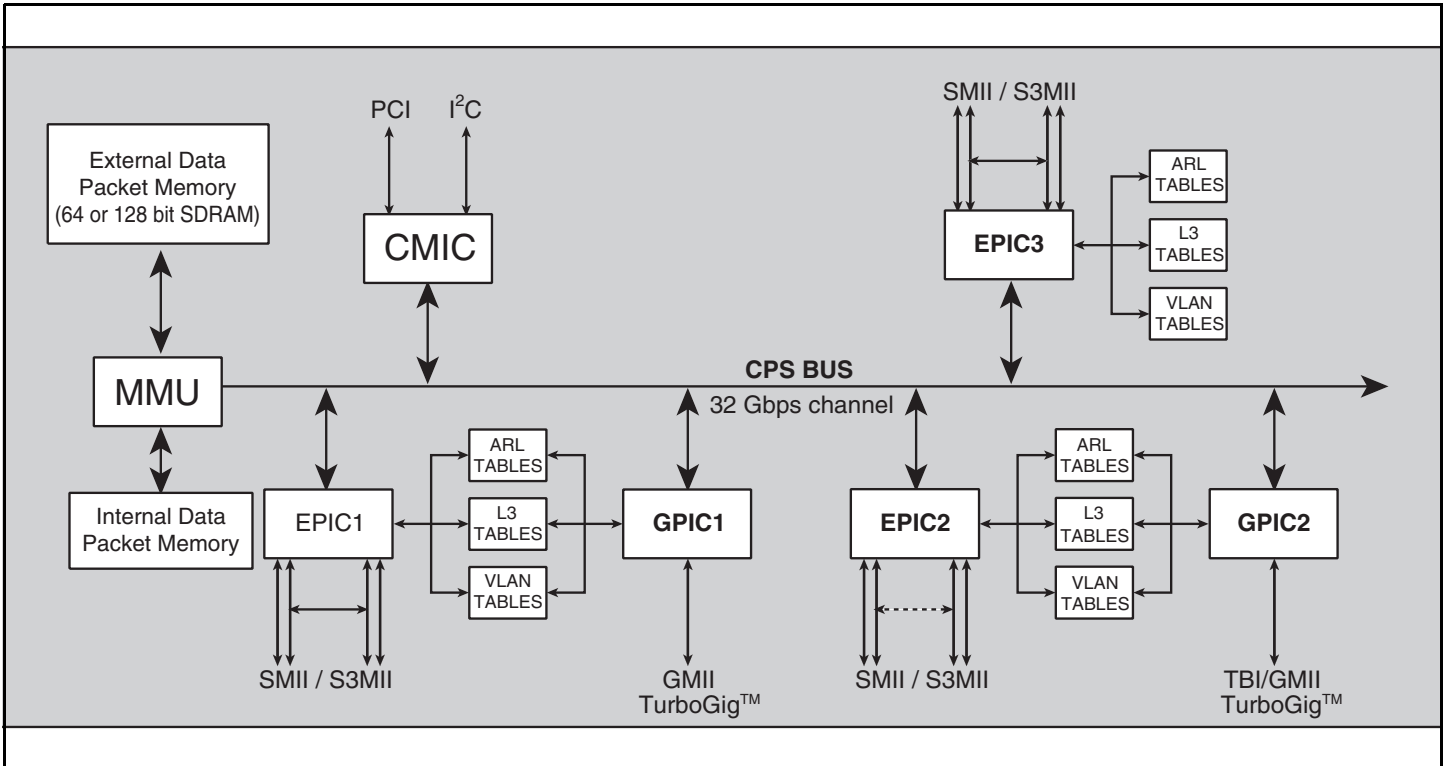 PCI I²C
SMII / S3MII
External Data
Packet Memory
(64 or 128 bit SDRAM)
CMIC
EPIC3
ARL
TABLES
L3
TABLES
VLAN
TABLES
MMU
CPS BUS
32 Gbps channel
Internal Data
Packet Memory
EPIC1
ARL
TABLES
L3
TABLES
VLAN
TABLES
GPIC1
EPIC2
ARL
TABLES
L3
TABLES
VLAN
TABLES
GPIC2
SMII / S3MII
GMII
TurboGig™
SMII / S3MII
TBI/GMII
TurboGig™